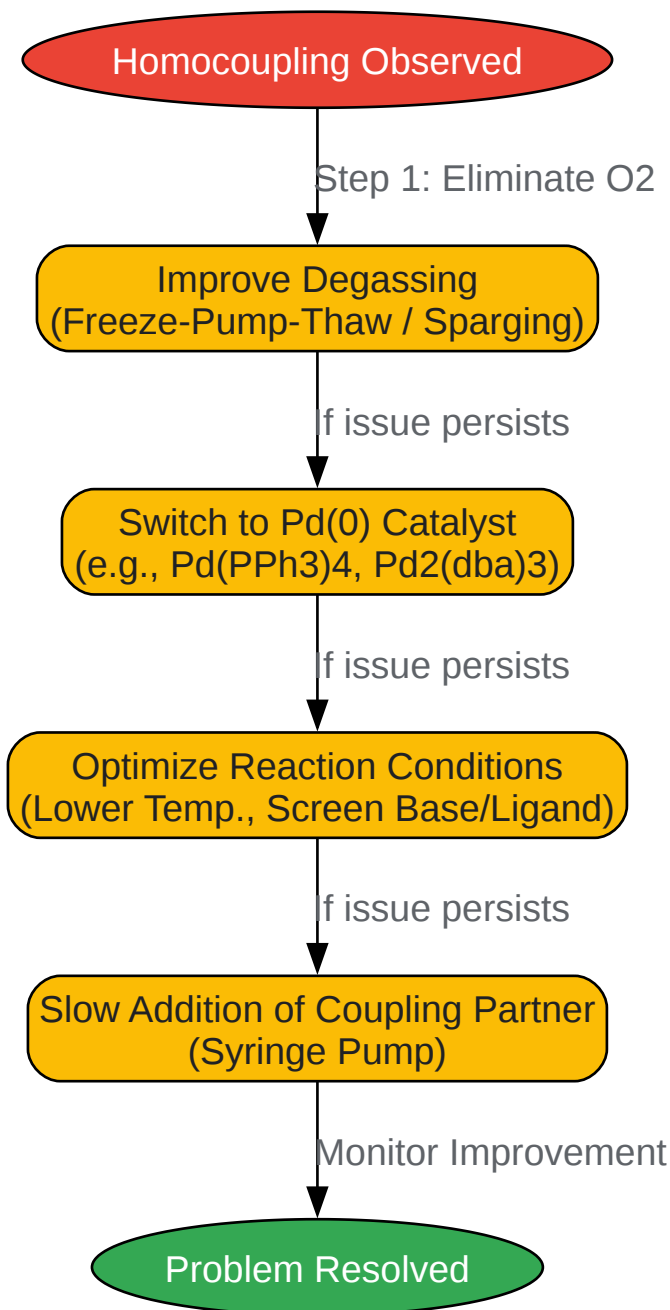 Homocoupling Observed
Step 1: Eliminate O2
Improve Degassing
(Freeze-Pump-Thaw / Sparging)
If issue persists
Switch to Pd(0) Catalyst
(e.g., Pd(PPh3)4, Pd2(dba)3)
If issue persists
Optimize Reaction Conditions
(Lower Temp., Screen Base/Ligand)
If issue persists
Slow Addition of Coupling Partner
(Syringe Pump)
Monitor Improvement
Problem Resolved